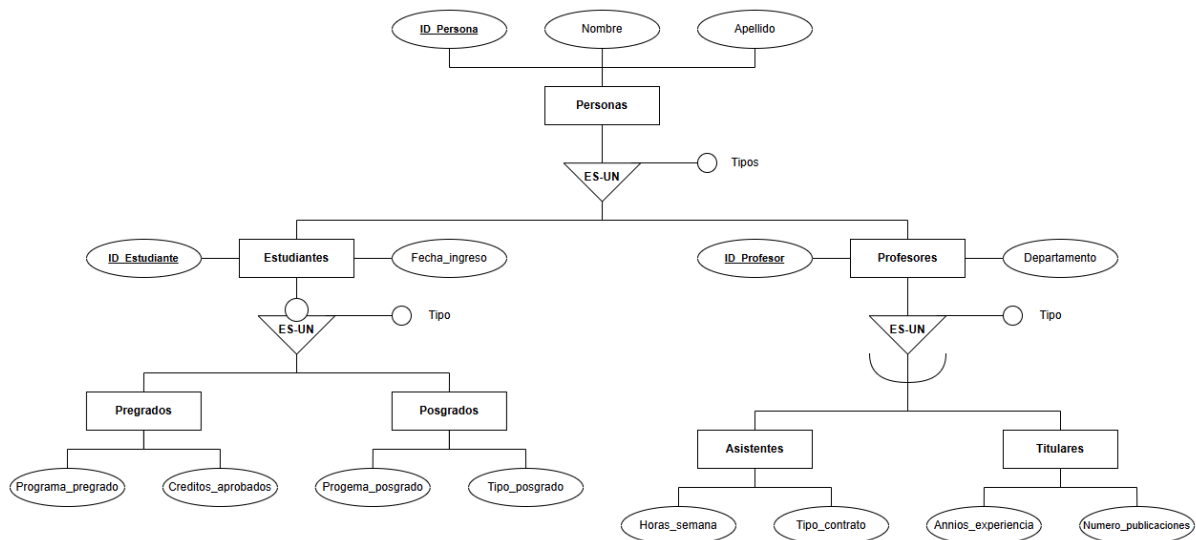 ID_Persona
Nombre
Apellido
Personas
ES-UN
Tipos
ID_Estudiante
Estudiantes
Fecha_ingreso
ID_Profesor
Profesores
Departamento
ES-UN
Tipo
ES-UN
Tipo
Pregrados
Posgrados
Asistentes
Titulares
Programa_pregrado
Creditos_aprobados
Progema_posgrado
Tipo_posgrado
Horas_semana
Tipo_contrato
Annios_experiencia
Numero_publicaciones